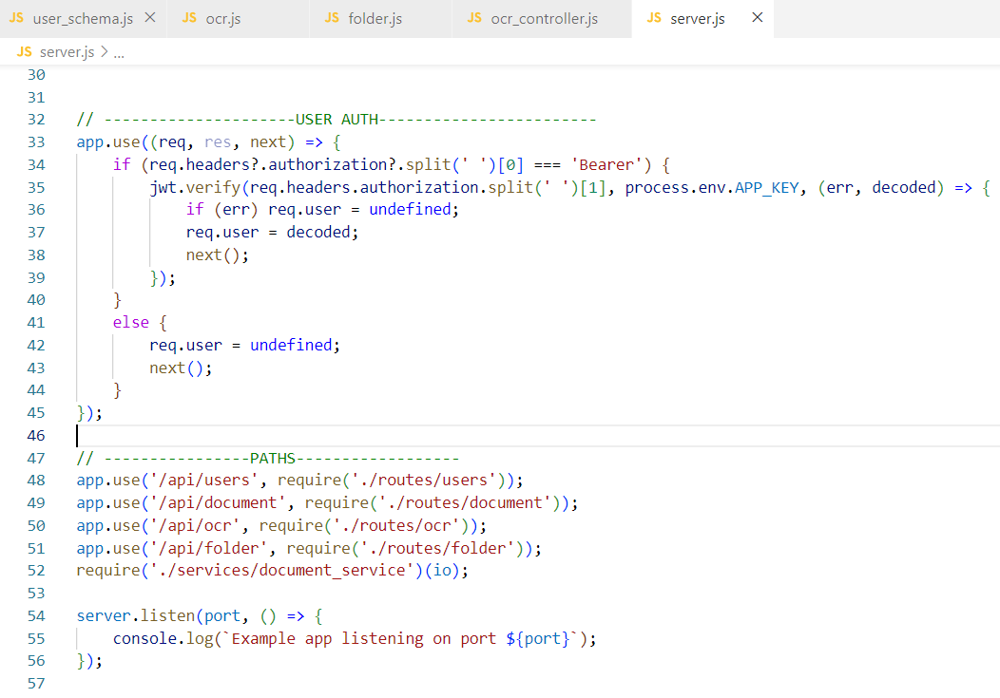 JS user_schema.js × JS ocr.js JS folder.js JS ocr_controller.js JS server.js ×
JS server.js > ...
30
31
32 // ---------------------USER AUTH------------------------
33 app.use((req, res, next) => {
34     if (req.headers?.authorization?.split(' ')[0] === 'Bearer') {
35         jwt.verify(req.headers.authorization.split(' ')[1], process.env.APP_KEY, (err, decoded) => {
36             if (err) req.user = undefined;
37             req.user = decoded;
38             next();
39         });
40     }
41     else {
42         req.user = undefined;
43         next();
44     }
45 });
46
47 // ----------------PATHS------------------
48 app.use('/api/users', require('./routes/users'));
49 app.use('/api/document', require('./routes/document'));
50 app.use('/api/ocr', require('./routes/ocr'));
51 app.use('/api/folder', require('./routes/folder'));
52 require('./services/document_service')(io);
53
54 server.listen(port, () => {
55     console.log(`Example app listening on port ${port}`);
56 });
57